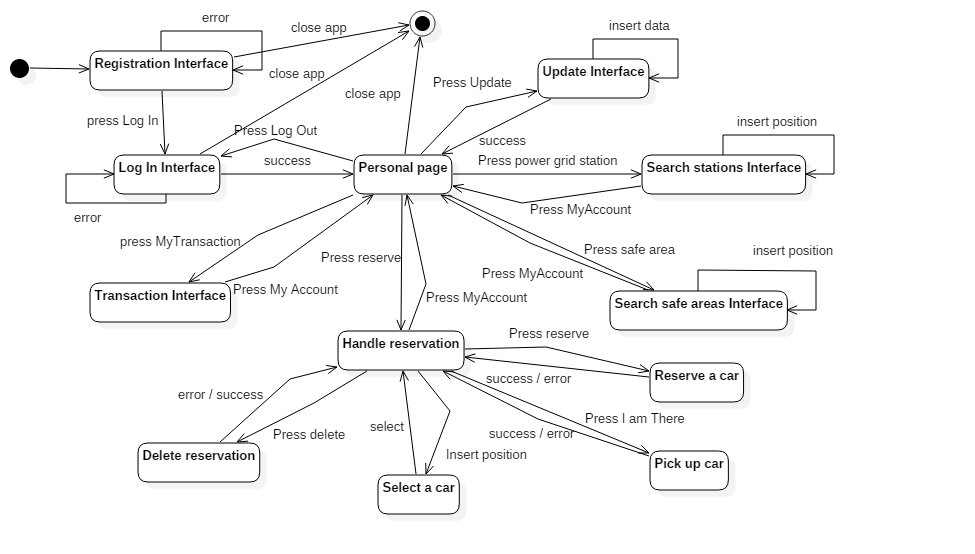 error
close app
insert data
Registration Interface
Update Interface
close app
Press Update
close app
press Log In
insert position
Press Log Out
success
success
Press power grid station
Log In Interface
Personal page
Search stations Interface
error
Press MyAccount
press MyTransaction
Press safe area
insert position
Press reserve
Press MyAccount
Transaction Interface
Press My Account
Press MyAccount
Search safe areas Interface
Press reserve
Handle reservation
Reserve a car
success / error
error / success
Press I am There
select
Press delete
success / error
Delete reservation
Insert position
Pick up car
Select a car